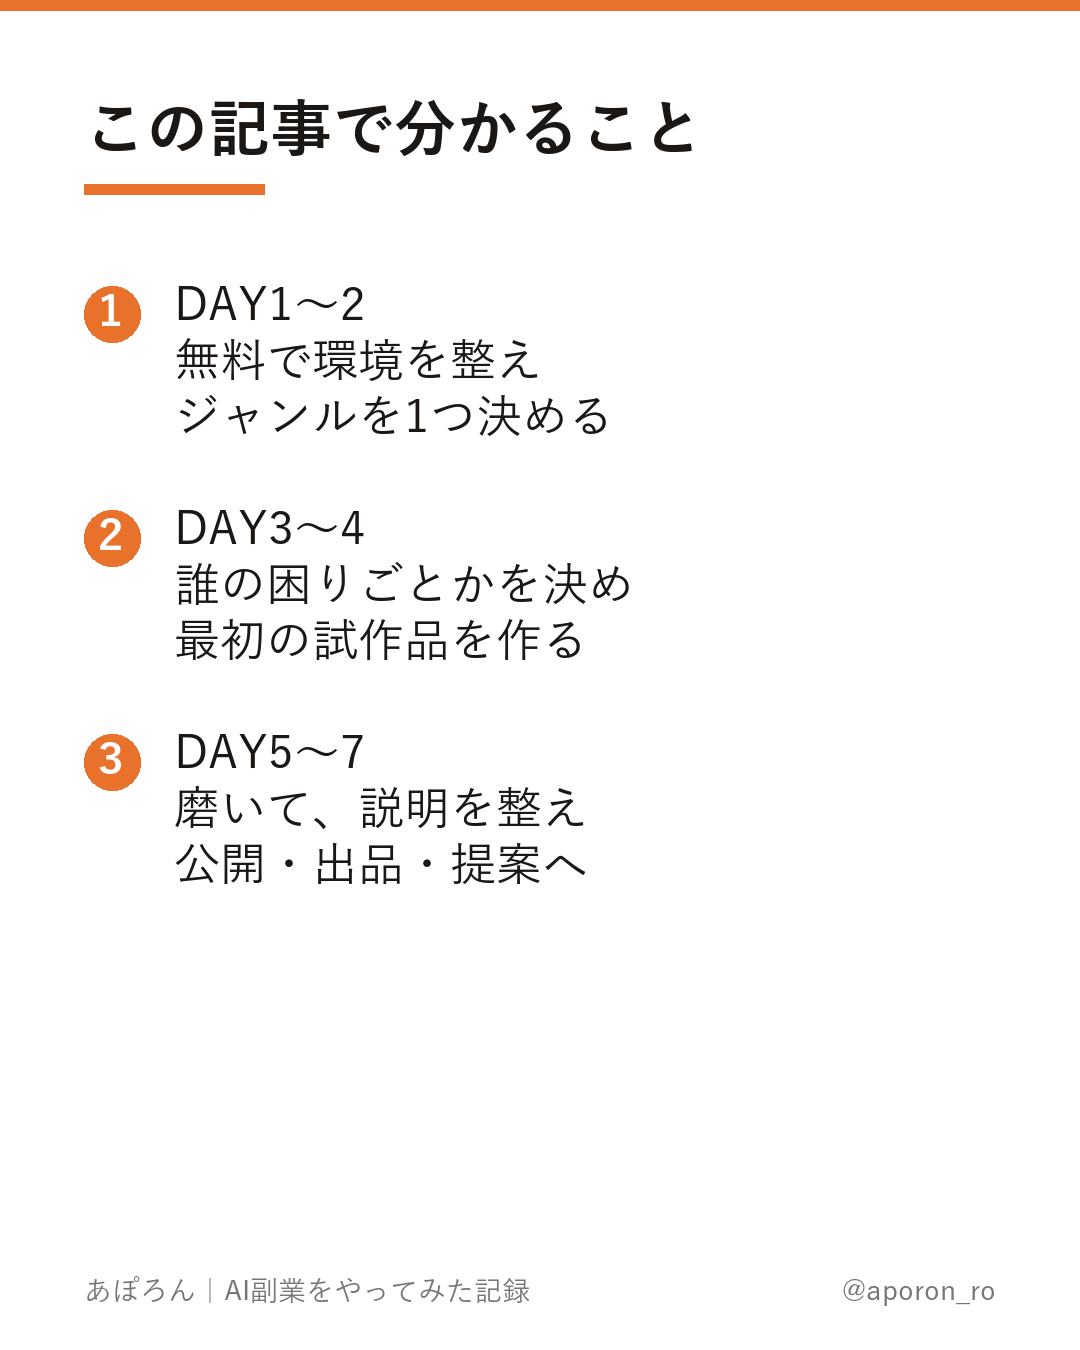 この記事で分かること
1 DAY1〜2
無料で環境を整え
ジャンルを1つ決める
2 DAY3〜4
誰の困りごとかを決め
最初の試作品を作る
3 DAY5〜7
磨いて、説明を整え
公開・出品・提案へ
あぽろん｜AI副業をやってみた記録
@aporon_ro